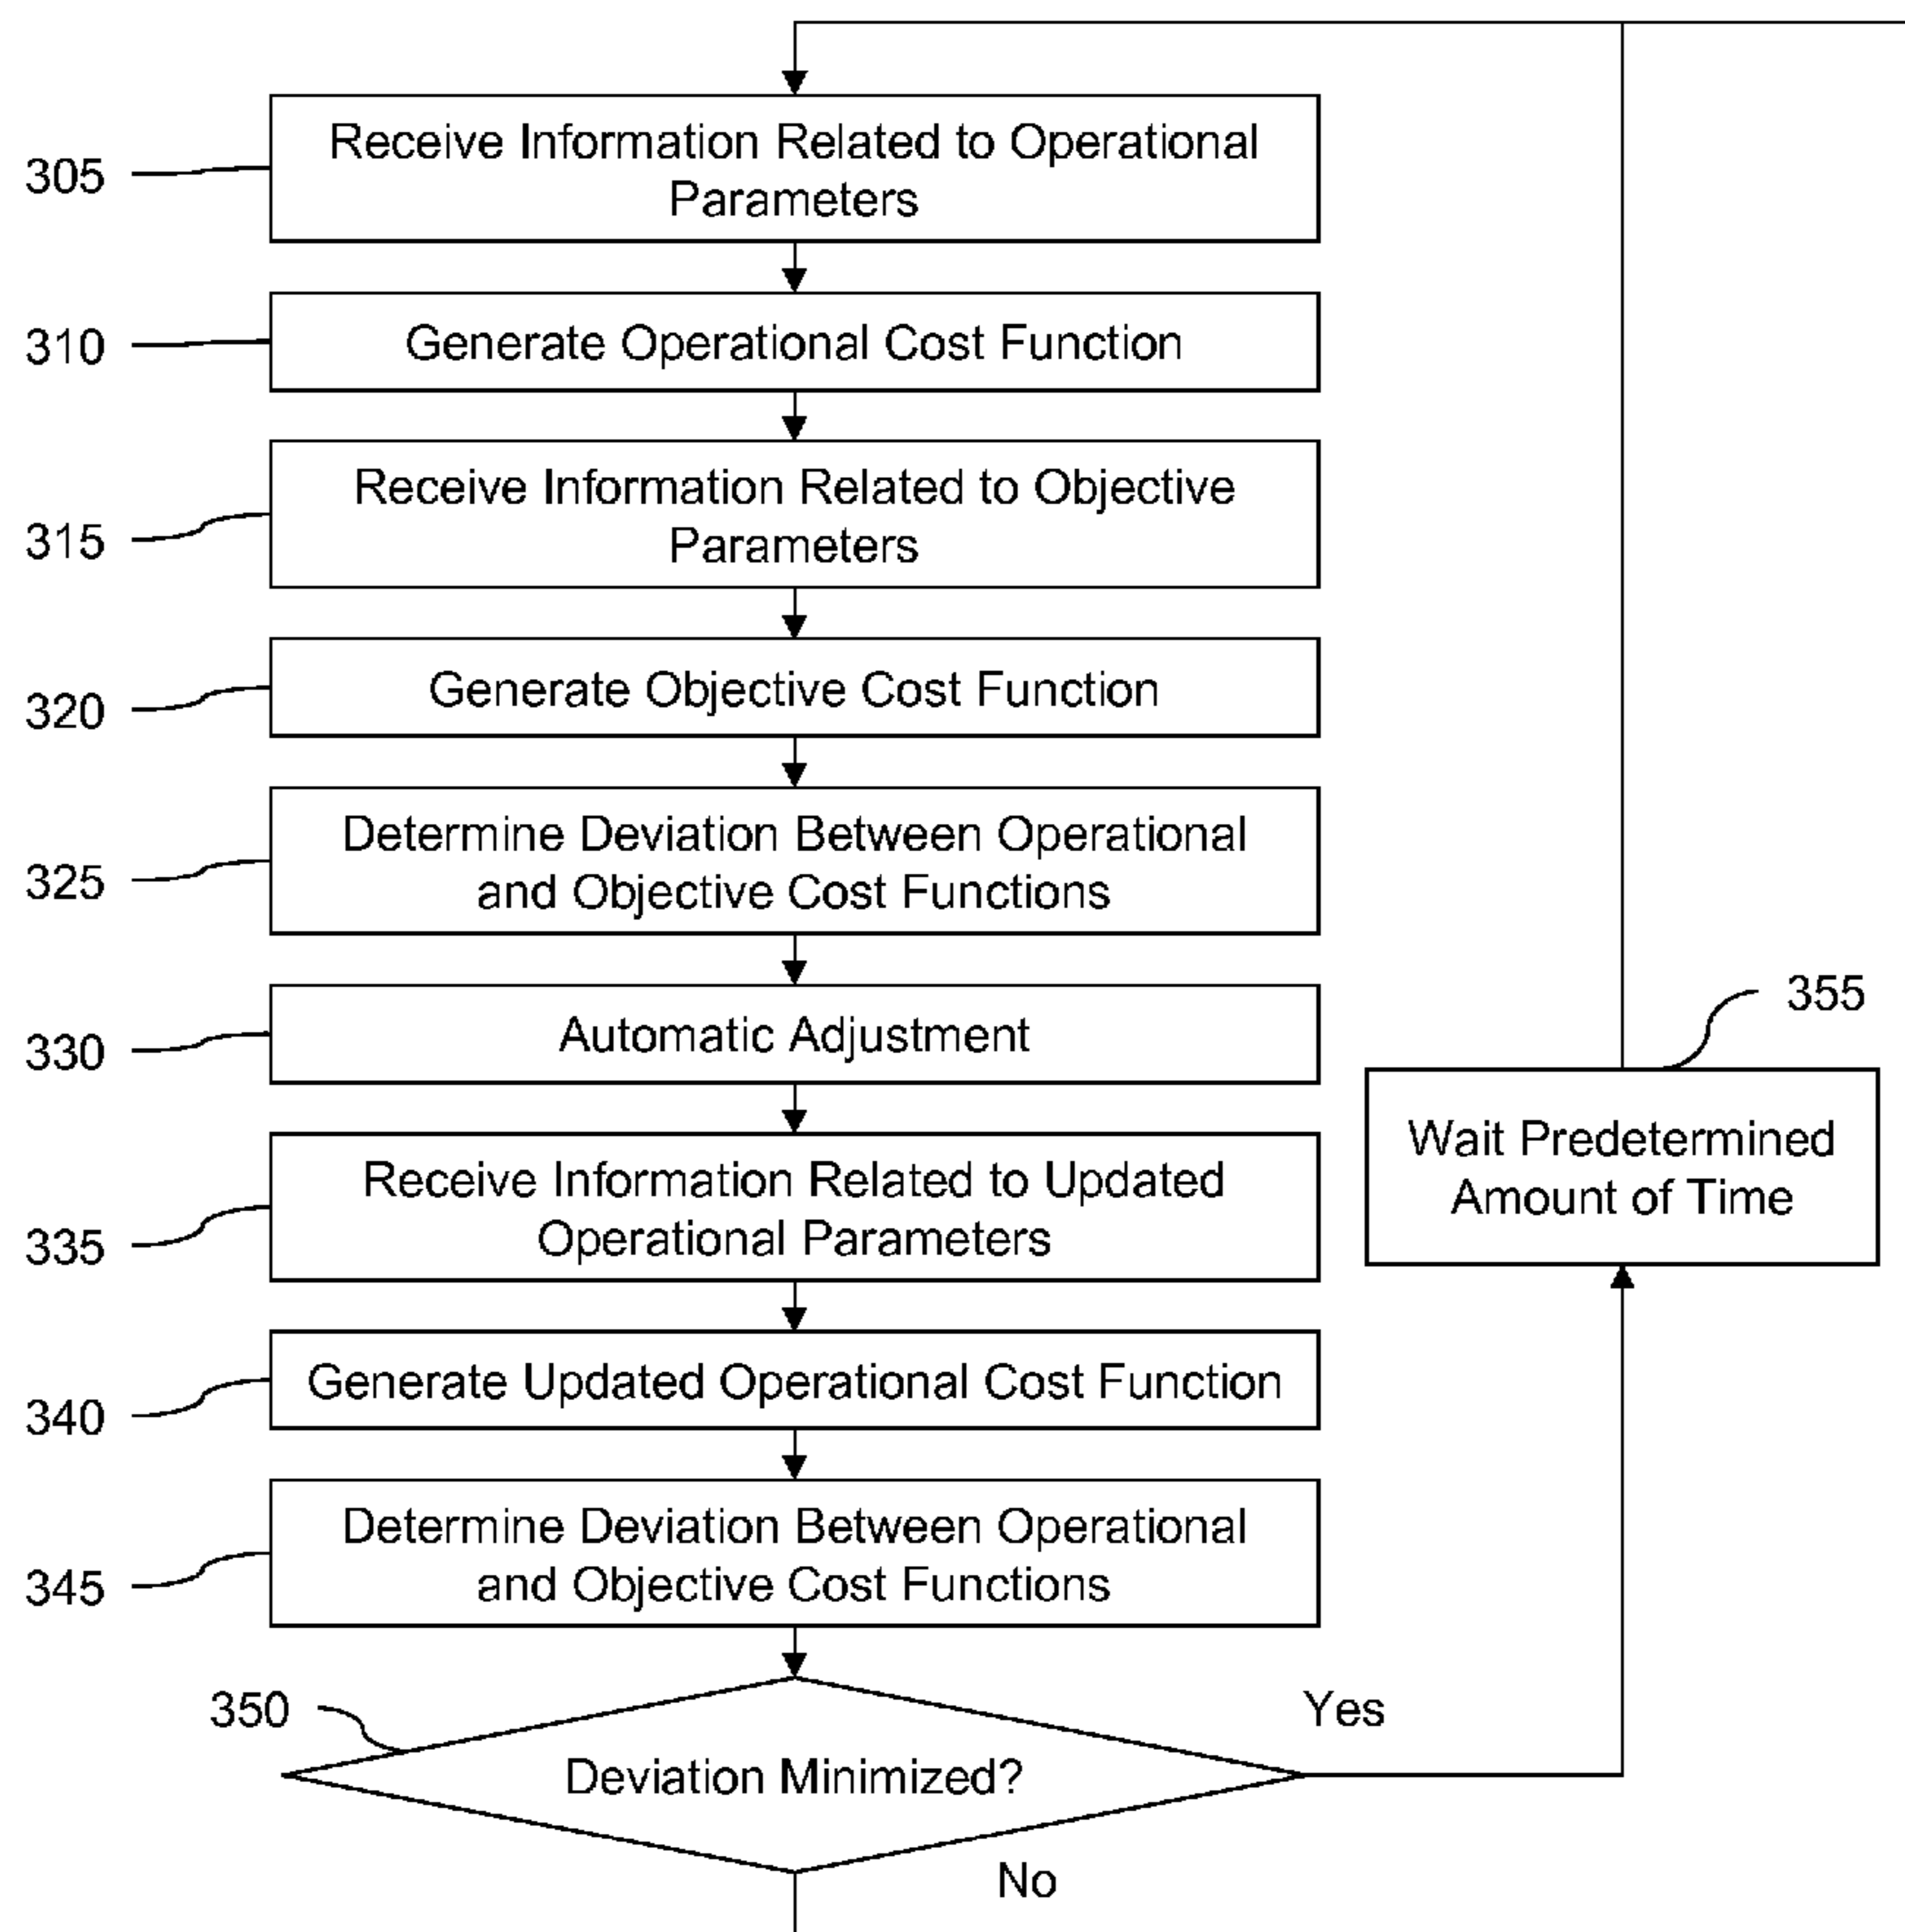 305
Receive Information Related to Operational
Parameters
310
Generate Operational Cost Function
315
Receive Information Related to Objective
Parameters
320
Generate Objective Cost Function
325
Determine Deviation Between Operational
and Objective Cost Functions
330
Automatic Adjustment
355
Wait Predetermined
Amount of Time
335
Receive Information Related to Updated
Operational Parameters
340
Generate Updated Operational Cost Function
345
Determine Deviation Between Operational
and Objective Cost Functions
350
Deviation Minimized?
Yes
No